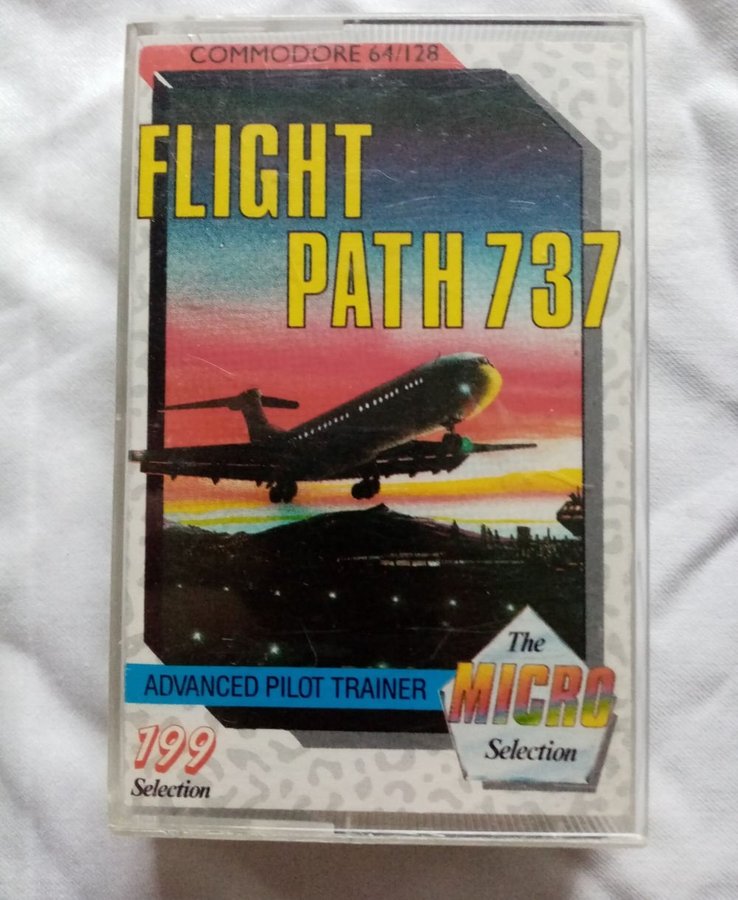 COMMODORE 64/128
FLIGHT
PATH 737
ADVANCED PILOT TRAINER
The
MICRO
Selection
199
Selection